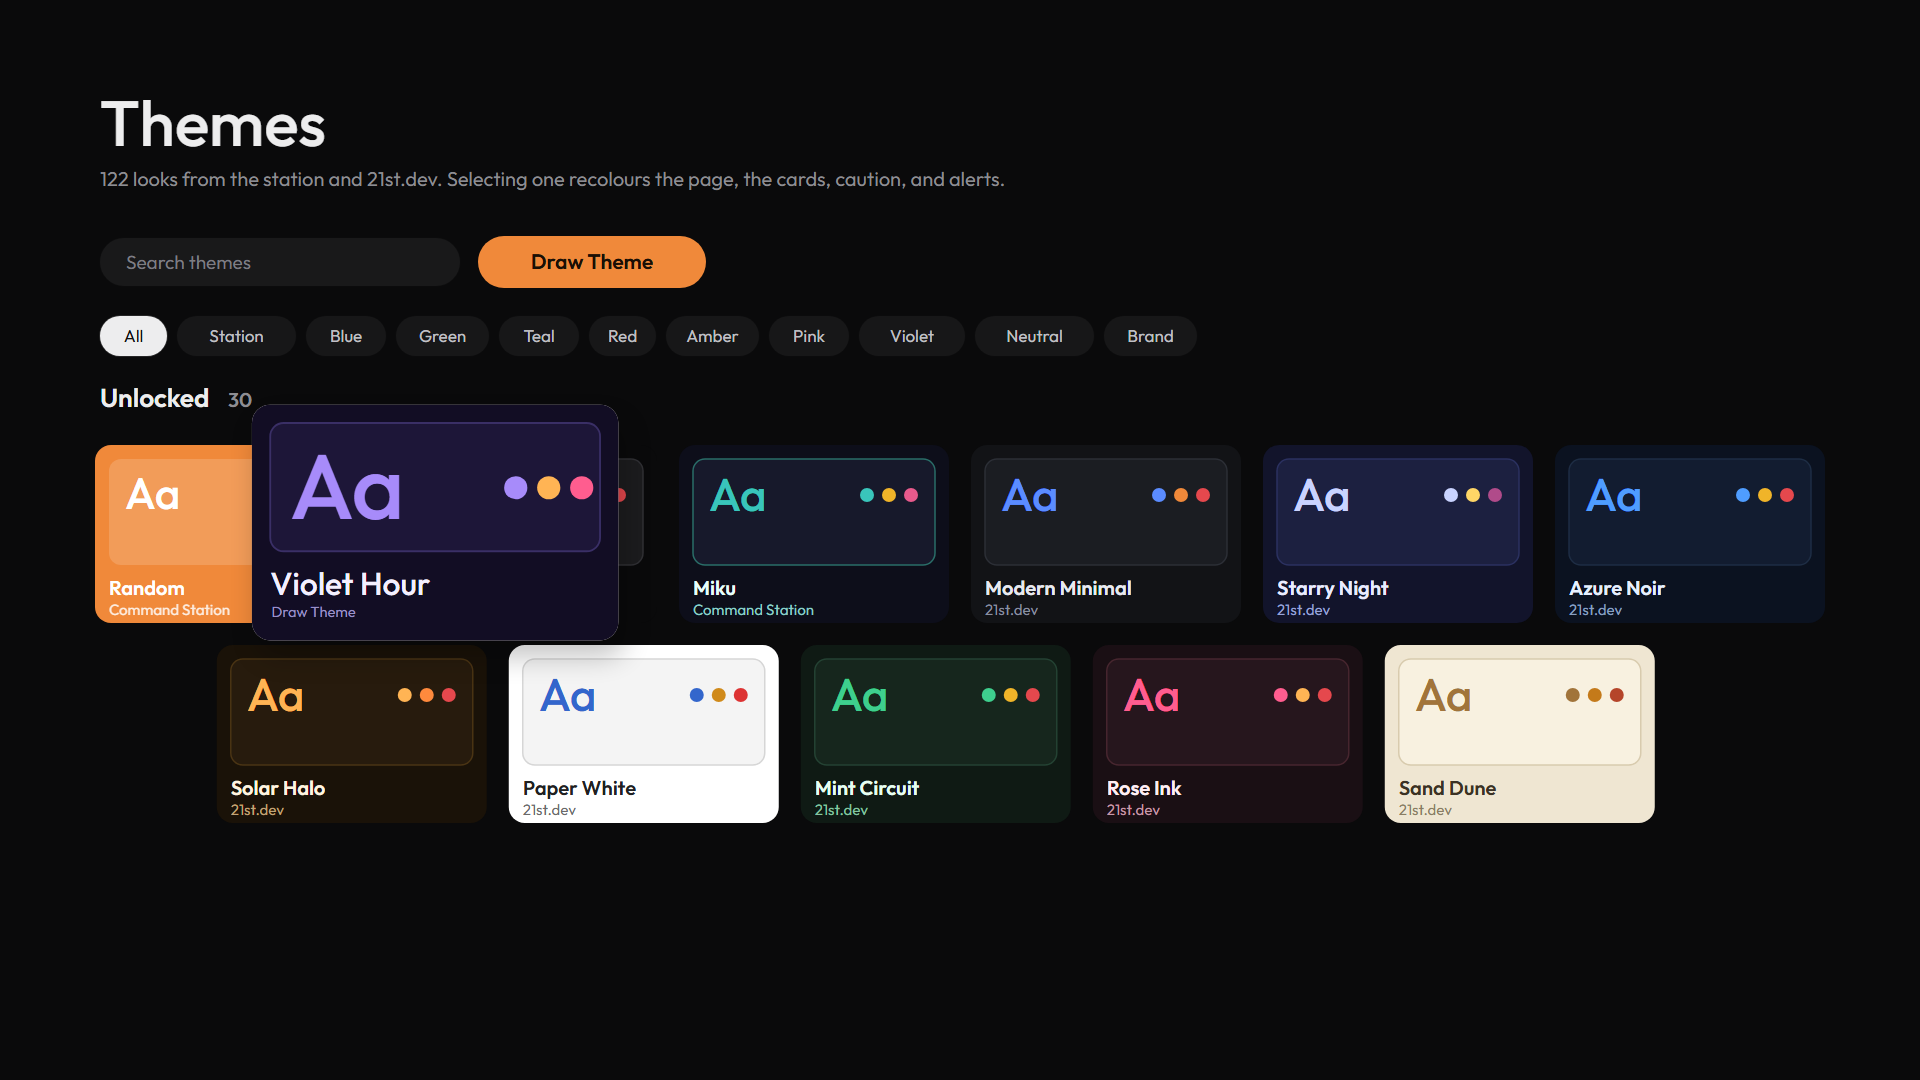 Themes
122 looks from the station and 21st.dev. Selecting one recolours the page, the cards, caution, and alerts.
Search themes
Draw Theme
All
Station
Blue
Green
Teal
Red
Amber
Pink
Violet
Neutral
Brand
Unlocked 30
Aa
Random
Command Station
Aa
Violet Hour
Draw Theme
Aa
Miku
Command Station
Aa
Modern Minimal
21st.dev
Aa
Starry Night
21st.dev
Aa
Azure Noir
21st.dev
Aa
Solar Halo
21st.dev
Aa
Paper White
21st.dev
Aa
Mint Circuit
21st.dev
Aa
Rose Ink
21st.dev
Aa
Sand Dune
21st.dev